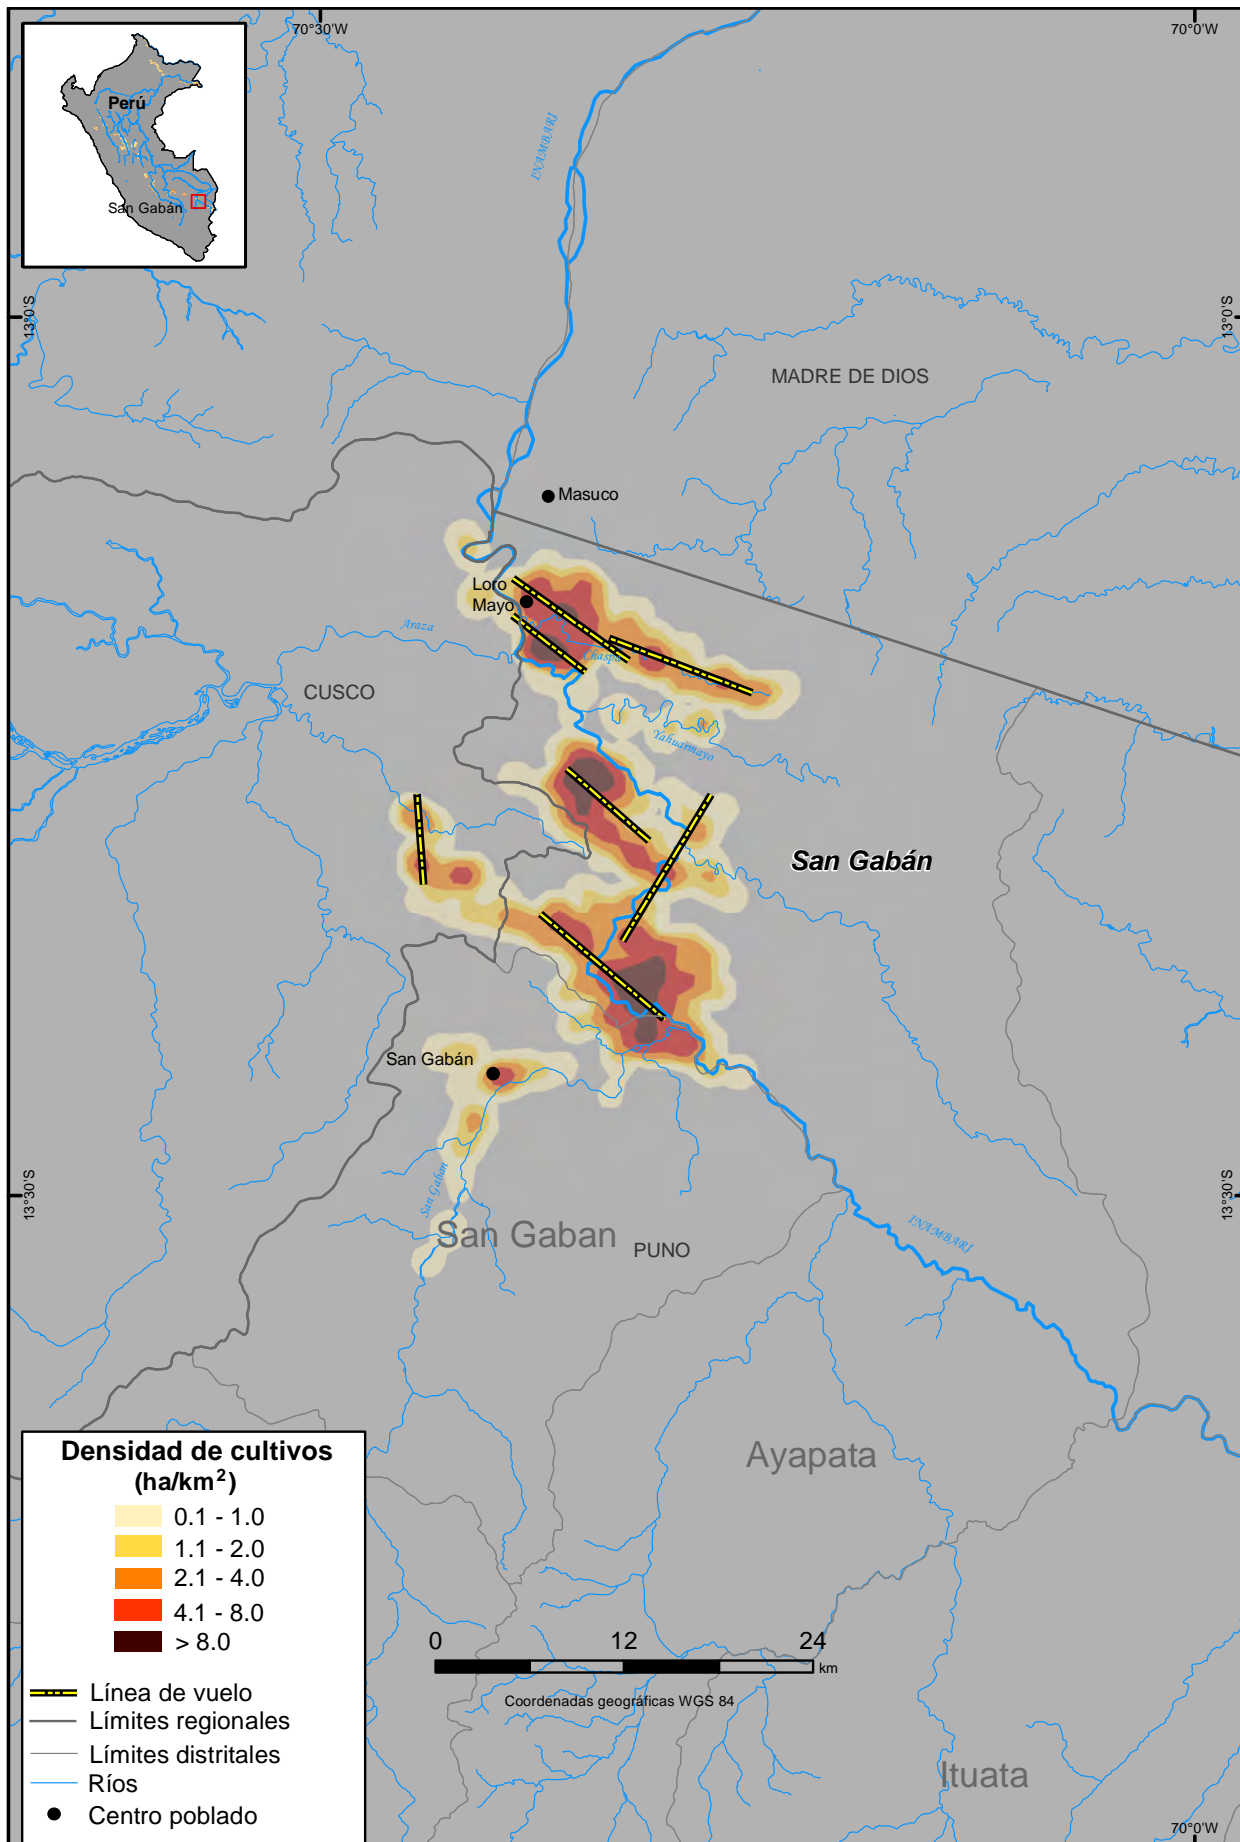 70°30'W
70°0'W
Perú
San Gabán
INAMBARI
13°0'S
13°0'S
MADRE DE DIOS
Masuco
Loro
Mayo
Araza
Chaspa
CUSCO
Yahuarmayo
San Gabán
San Gabán
San Gaban
13°30'S
13°30'S
INAMBARI
San Gaban
PUNO
Ayapata
Densidad de cultivos
(ha/km²)
0.1 - 1.0
1.1 - 2.0
2.1 - 4.0
4.1 - 8.0
> 8.0
Línea de vuelo
Límites regionales
Límites distritales
Ríos
Centro poblado
0 12 24
km
Coordenadas geográficas WGS 84
Ituata
70°0'W